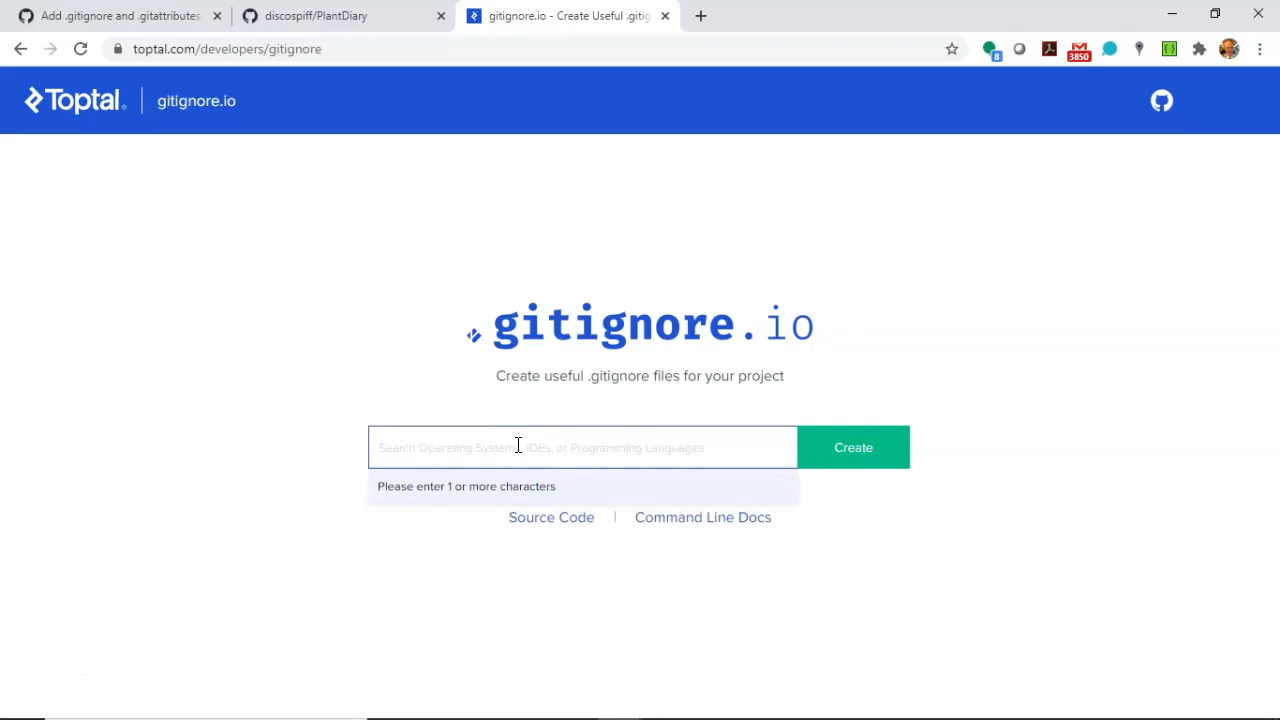 Add .gitignore and .gitattributes.
discospiff/PlantDiary
gitignore.io - Create Useful .gitig
toptal.com/developers/gitignore
8
3850
Toptal
gitignore.io
.gitignore.io
Create useful .gitignore files for your project
Search Operating Systems, IDEs, or Programming Languages
Create
Please enter 1 or more characters
Source Code
Command Line Docs